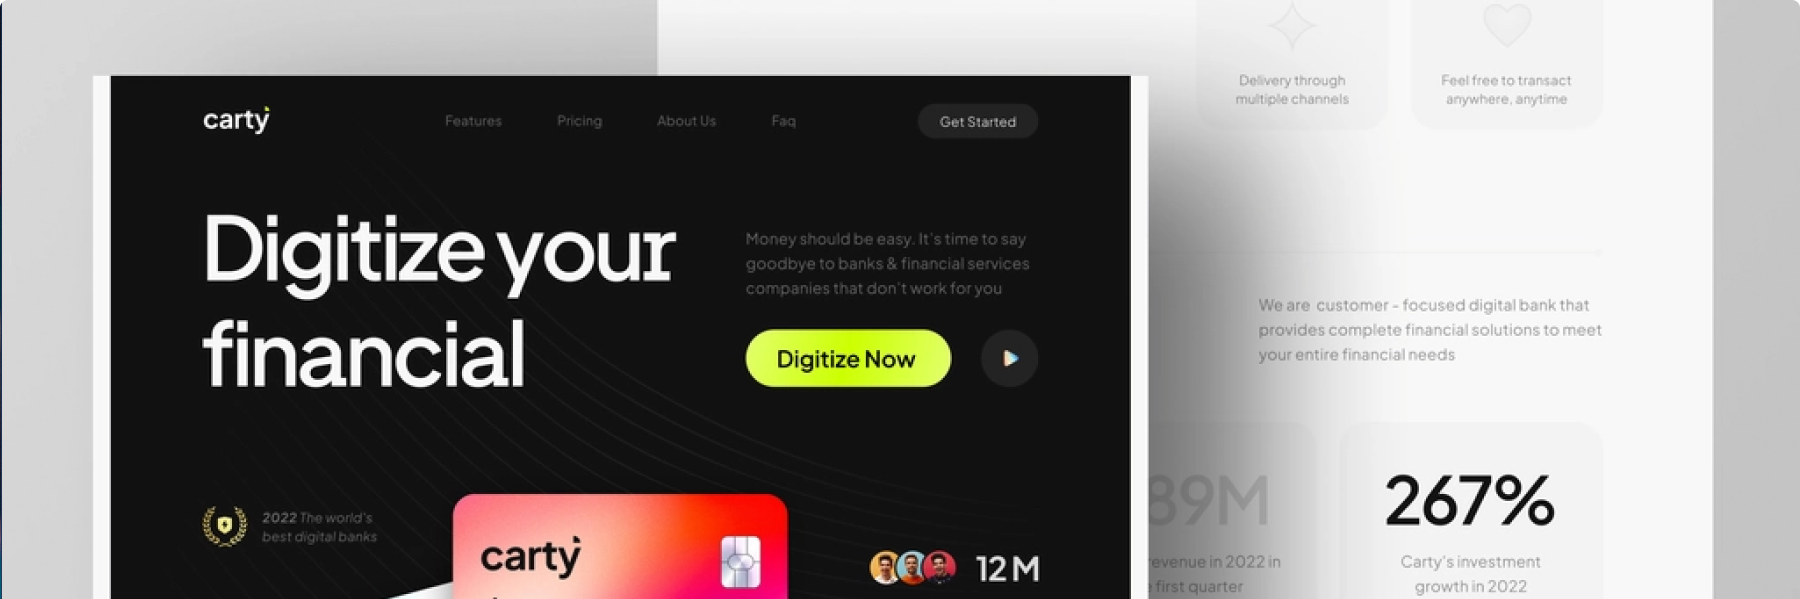 carty
Features
Pricing
About Us
Faq
Get Started
Digitize your
financial
Money should be easy. It's time to say
goodbye to banks & financial services
companies that don't work for you
Digitize Now
2022 The world's
best digital banks
carty
12 M
Delivery through
multiple channels
Feel free to transact
anywhere, anytime
We are customer - focused digital bank that
provides complete financial solutions to meet
your entire financial needs
89M
revenue in 2022 in
first quarter
267%
Carty's investment
growth in 2022